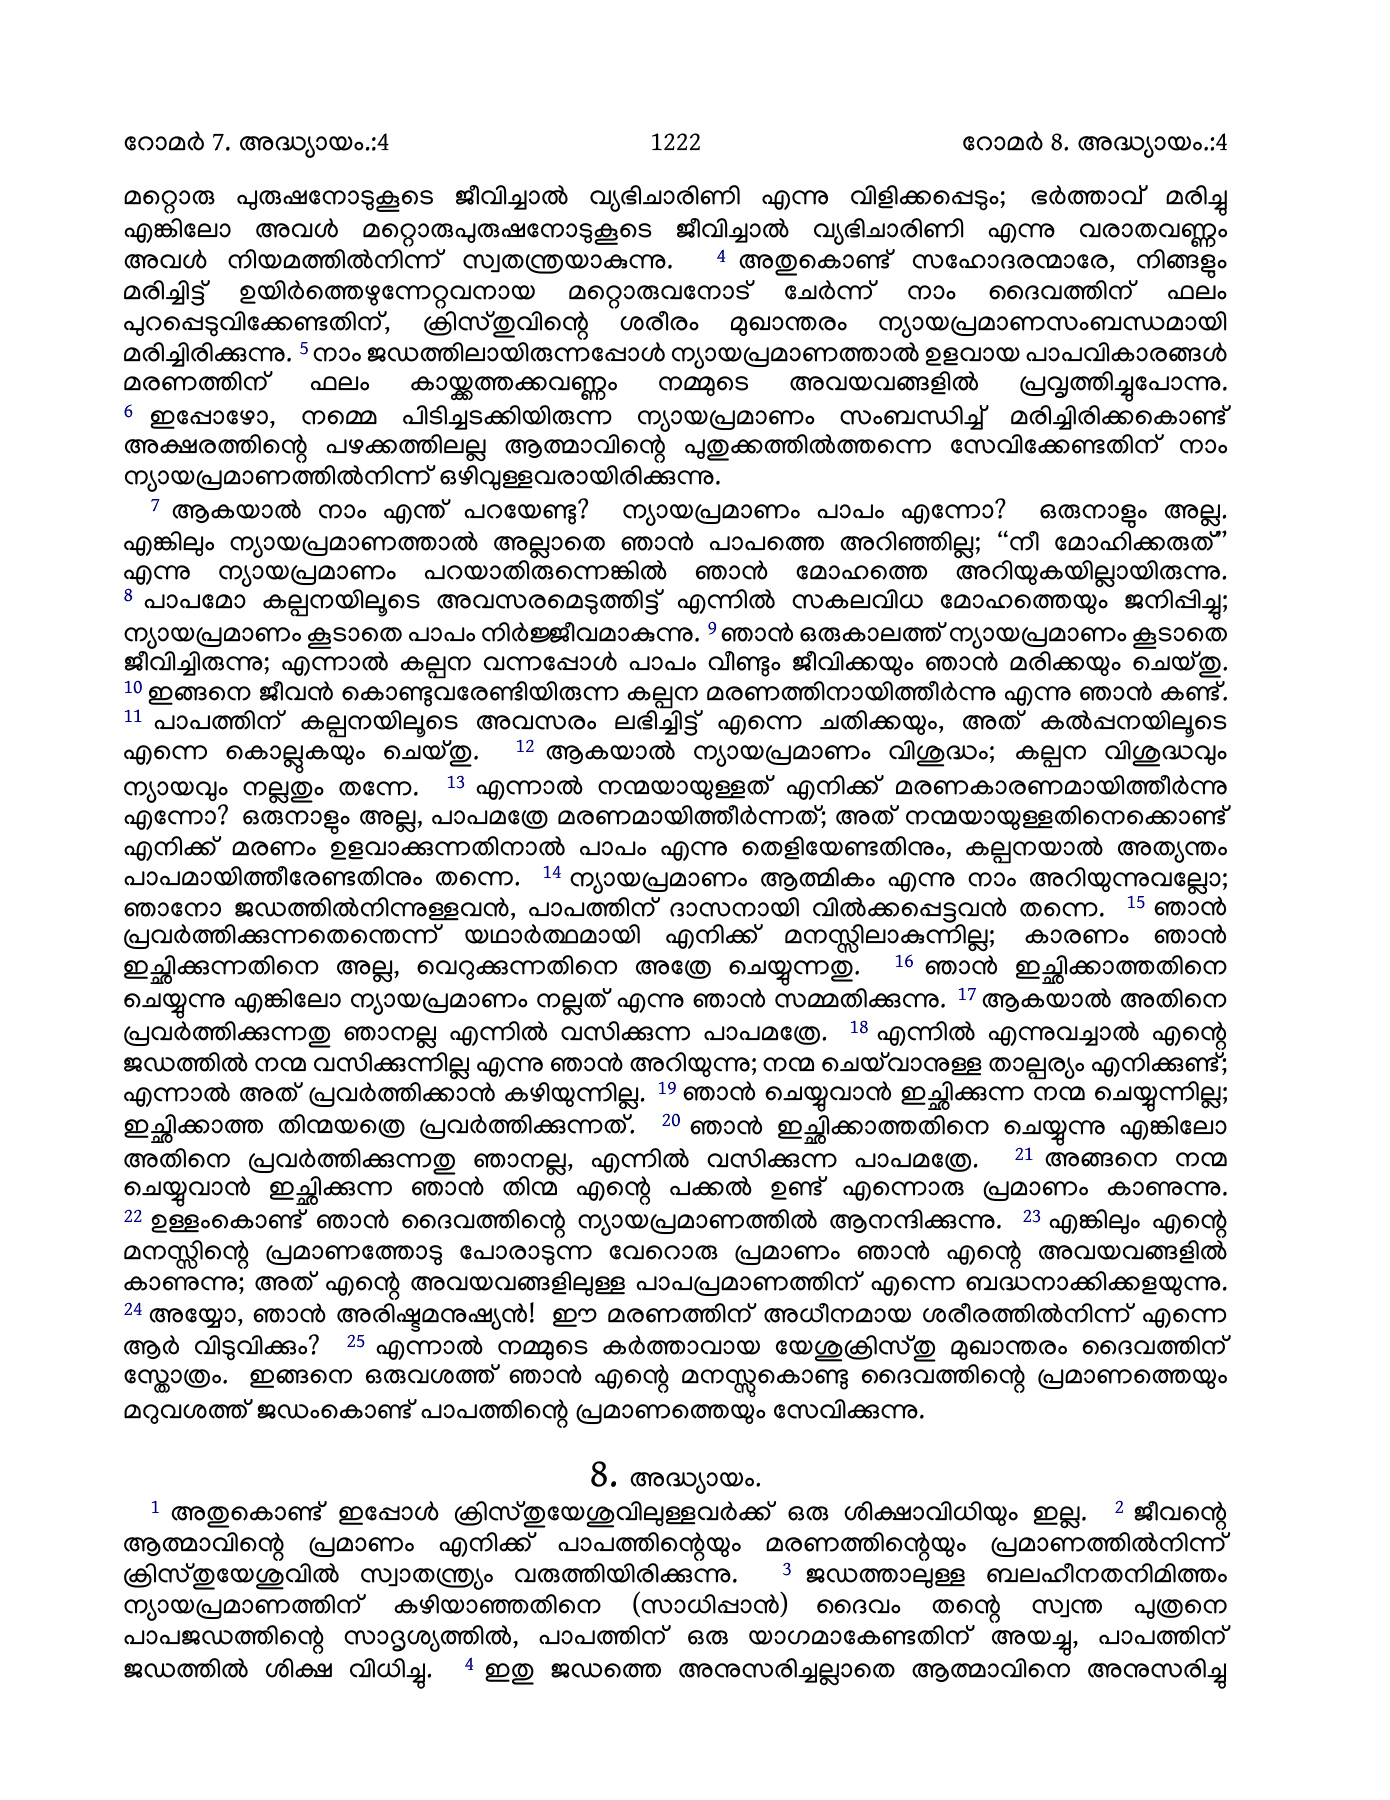 റോമർ 7. അദ്ധ്യായം.:4 1222 റോമർ 8. അദ്ധ്യായം.:4
മറ്റൊരു പുരുഷനോടുകൂടെ ജീവിച്ചാൽ വ്യഭിചാരിണി എന്നു വിളിക്കപ്പെടും; ഭർത്താവ് മരിച്ചു
എങ്കിലോ അവൾ മറ്റൊരുപുരുഷനോടുകൂടെ ജീവിച്ചാൽ വ്യഭിചാരിണി എന്നു വരാതവണ്ണം
അവൾ നിയമത്തിൽനിന്ന് സ്വതന്ത്രയാകുന്നു. 4 അതുകൊണ്ട് സഹോദരന്മാരേ, നിങ്ങളും
മരിച്ചിട്ട് ഉയിർത്തെഴുന്നേറ്റവനായ മറ്റൊരുവനോട് ചേർന്ന് നാം ദൈവത്തിന് ഫലം
പുറപ്പെടുവിക്കേണ്ടതിന്, ക്രിസ്തുവിന്റെ ശരീരം മുഖാന്തരം ന്യായപ്രമാണസംബന്ധമായി
മരിച്ചിരിക്കുന്നു. 5 നാം ജഡത്തിലായിരുന്നപ്പോൾ ന്യായപ്രമാണത്താൽ ഉളവായ പാപവികാരങ്ങൾ
മരണത്തിന് ഫലം കായ്ക്കത്തക്കവണ്ണം നമ്മുടെ അവയവങ്ങളിൽ പ്രവൃത്തിച്ചുപോന്നു.
6 ഇപ്പോഴോ, നമ്മെ പിടിച്ചടക്കിയിരുന്ന ന്യായപ്രമാണം സംബന്ധിച്ച് മരിച്ചിരിക്കകൊണ്ട്
അക്ഷരത്തിന്റെ പഴക്കത്തിലല്ല ആത്മാവിന്റെ പുതുക്കത്തിൽത്തന്നെ സേവിക്കേണ്ടതിന് നാം
ന്യായപ്രമാണത്തിൽനിന്ന് ഒഴിവുള്ളവരായിരിക്കുന്നു.
7 ആകയാൽ നാം എന്ത് പറയേണ്ടു? ന്യായപ്രമാണം പാപം എന്നോ? ഒരുനാളും അല്ല.
എങ്കിലും ന്യായപ്രമാണത്താൽ അല്ലാതെ ഞാൻ പാപത്തെ അറിഞ്ഞില്ല; “നീ മോഹിക്കരുത്”
എന്നു ന്യായപ്രമാണം പറയാതിരുന്നെങ്കിൽ ഞാൻ മോഹത്തെ അറിയുകയില്ലായിരുന്നു.
8 പാപമോ കല്പനയിലൂടെ അവസരമെടുത്തിട്ട് എന്നിൽ സകലവിധ മോഹത്തെയും ജനിപ്പിച്ചു;
ന്യായപ്രമാണം കൂടാതെ പാപം നിർജ്ജീവമാകുന്നു. 9 ഞാൻ ഒരുകാലത്ത് ന്യായപ്രമാണം കൂടാതെ
ജീവിച്ചിരുന്നു; എന്നാൽ കല്പന വന്നപ്പോൾ പാപം വീണ്ടും ജീവിക്കയും ഞാൻ മരിക്കയും ചെയ്തു.
10 ഇങ്ങനെ ജീവൻ കൊണ്ടുവരേണ്ടിയിരുന്ന കല്പന മരണത്തിനായിത്തീർന്നു എന്നു ഞാൻ കണ്ട്.
11 പാപത്തിന് കല്പനയിലൂടെ അവസരം ലഭിച്ചിട്ട് എന്നെ ചതിക്കയും, അത് കൽപ്പനയിലൂടെ
എന്നെ കൊല്ലുകയും ചെയ്തു. 12 ആകയാൽ ന്യായപ്രമാണം വിശുദ്ധം; കല്പന വിശുദ്ധവും
ന്യായവും നല്ലതും തന്നേ. 13 എന്നാൽ നന്മയായുള്ളത് എനിക്ക് മരണകാരണമായിത്തീർന്നു
എന്നോ? ഒരുനാളും അല്ല, പാപമത്രേ മരണമായിത്തീർന്നത്; അത് നന്മയായുള്ളതിനെക്കൊണ്ട്
എനിക്ക് മരണം ഉളവാക്കുന്നതിനാൽ പാപം എന്നു തെളിയേണ്ടതിനും, കല്പനയാൽ അത്യന്തം
പാപമായിത്തീരേണ്ടതിനും തന്നെ. 14 ന്യായപ്രമാണം ആത്മികം എന്നു നാം അറിയുന്നുവല്ലോ;
ഞാനോ ജഡത്തിൽനിന്നുള്ളവൻ, പാപത്തിന് ദാസനായി വിൽക്കപ്പെട്ടവൻ തന്നെ. 15 ഞാൻ
പ്രവർത്തിക്കുന്നതെന്തെന്ന് യഥാർത്ഥമായി എനിക്ക് മനസ്സിലാകുന്നില്ല; കാരണം ഞാൻ
ഇച്ഛിക്കുന്നതിനെ അല്ല, വെറുക്കുന്നതിനെ അത്രേ ചെയ്യുന്നതു. 16 ഞാൻ ഇച്ഛിക്കാത്തതിനെ
ചെയ്യുന്നു എങ്കിലോ ന്യായപ്രമാണം നല്ലത് എന്നു ഞാൻ സമ്മതിക്കുന്നു. 17 ആകയാൽ അതിനെ
പ്രവർത്തിക്കുന്നതു ഞാനല്ല എന്നിൽ വസിക്കുന്ന പാപമത്രേ. 18 എന്നിൽ എന്നുവച്ചാൽ എന്റെ
ജഡത്തിൽ നന്മ വസിക്കുന്നില്ല എന്നു ഞാൻ അറിയുന്നു; നന്മ ചെയ്‌വാനുള്ള താല്പര്യം എനിക്കുണ്ട്;
എന്നാൽ അത് പ്രവർത്തിക്കാൻ കഴിയുന്നില്ല. 19 ഞാൻ ചെയ്യുവാൻ ഇച്ഛിക്കുന്ന നന്മ ചെയ്യുന്നില്ല;
ഇച്ഛിക്കാത്ത തിന്മയത്രെ പ്രവർത്തിക്കുന്നത്. 20 ഞാൻ ഇച്ഛിക്കാത്തതിനെ ചെയ്യുന്നു എങ്കിലോ
അതിനെ പ്രവർത്തിക്കുന്നതു ഞാനല്ല, എന്നിൽ വസിക്കുന്ന പാപമത്രേ. 21 അങ്ങനെ നന്മ
ചെയ്യുവാൻ ഇച്ഛിക്കുന്ന ഞാൻ തിന്മ എന്റെ പക്കൽ ഉണ്ട് എന്നൊരു പ്രമാണം കാണുന്നു.
22 ഉള്ളംകൊണ്ട് ഞാൻ ദൈവത്തിന്റെ ന്യായപ്രമാണത്തിൽ ആനന്ദിക്കുന്നു. 23 എങ്കിലും എന്റെ
മനസ്സിന്റെ പ്രമാണത്തോടു പോരാടുന്ന വേറൊരു പ്രമാണം ഞാൻ എന്റെ അവയവങ്ങളിൽ
കാണുന്നു; അത് എന്റെ അവയവങ്ങളിലുള്ള പാപപ്രമാണത്തിന് എന്നെ ബദ്ധനാക്കിക്കളയുന്നു.
24 അയ്യോ, ഞാൻ അരിഷ്ടമനുഷ്യൻ! ഈ മരണത്തിന് അധീനമായ ശരീരത്തിൽനിന്ന് എന്നെ
ആർ വിടുവിക്കും? 25 എന്നാൽ നമ്മുടെ കർത്താവായ യേശുക്രിസ്തു മുഖാന്തരം ദൈവത്തിന്
സ്തോത്രം. ഇങ്ങനെ ഒരുവശത്ത് ഞാൻ എന്റെ മനസ്സുകൊണ്ടു ദൈവത്തിന്റെ പ്രമാണത്തെയും
മറുവശത്ത് ജഡംകൊണ്ട് പാപത്തിന്റെ പ്രമാണത്തെയും സേവിക്കുന്നു.
8. അദ്ധ്യായം.
1 അതുകൊണ്ട് ഇപ്പോൾ ക്രിസ്തുയേശുവിലുള്ളവർക്ക് ഒരു ശിക്ഷാവിധിയും ഇല്ല. 2 ജീവന്റെ
ആത്മാവിന്റെ പ്രമാണം എനിക്ക് പാപത്തിന്റെയും മരണത്തിന്റെയും പ്രമാണത്തിൽനിന്ന്
ക്രിസ്തുയേശുവിൽ സ്വാതന്ത്ര്യം വരുത്തിയിരിക്കുന്നു. 3 ജഡത്താലുള്ള ബലഹീനതനിമിത്തം
ന്യായപ്രമാണത്തിന് കഴിയാഞ്ഞതിനെ (സാധിപ്പാൻ) ദൈവം തന്റെ സ്വന്ത പുത്രനെ
പാപജഡത്തിന്റെ സാദൃശ്യത്തിൽ, പാപത്തിന് ഒരു യാഗമാകേണ്ടതിന് അയച്ചു, പാപത്തിന്
ജഡത്തിൽ ശിക്ഷ വിധിച്ചു. 4 ഇതു ജഡത്തെ അനുസരിച്ചല്ലാതെ ആത്മാവിനെ അനുസരിച്ചു